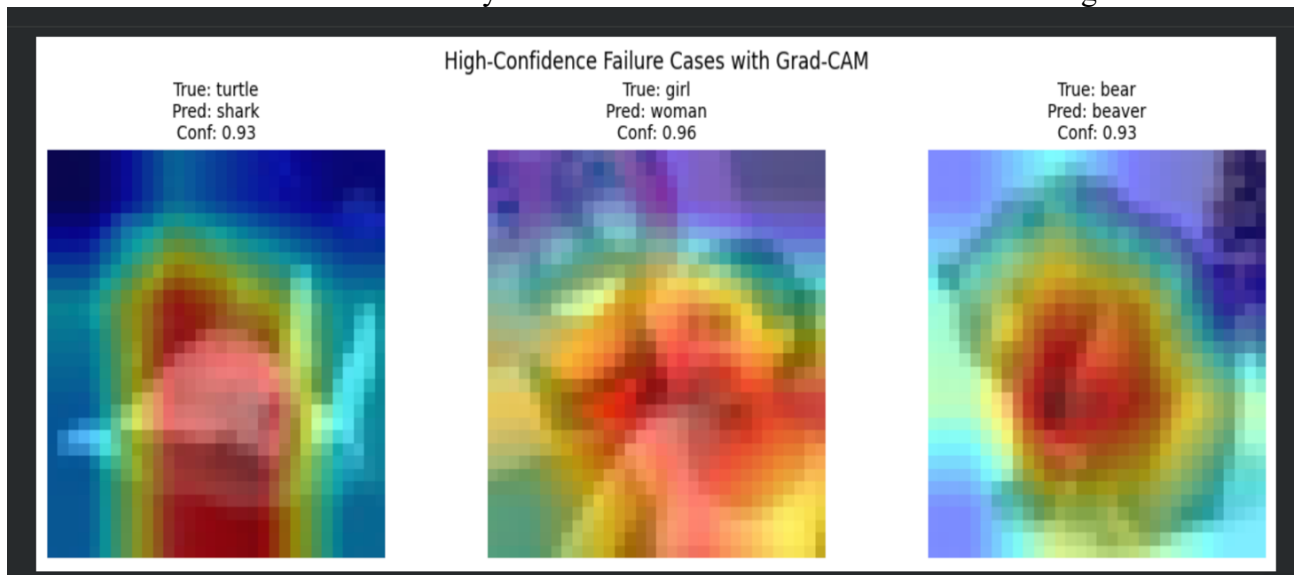 High-Confidence Failure Cases with Grad-CAM
True: turtle
Pred: shark
Conf: 0.93
True: girl
Pred: woman
Conf: 0.96
True: bear
Pred: beaver
Conf: 0.93